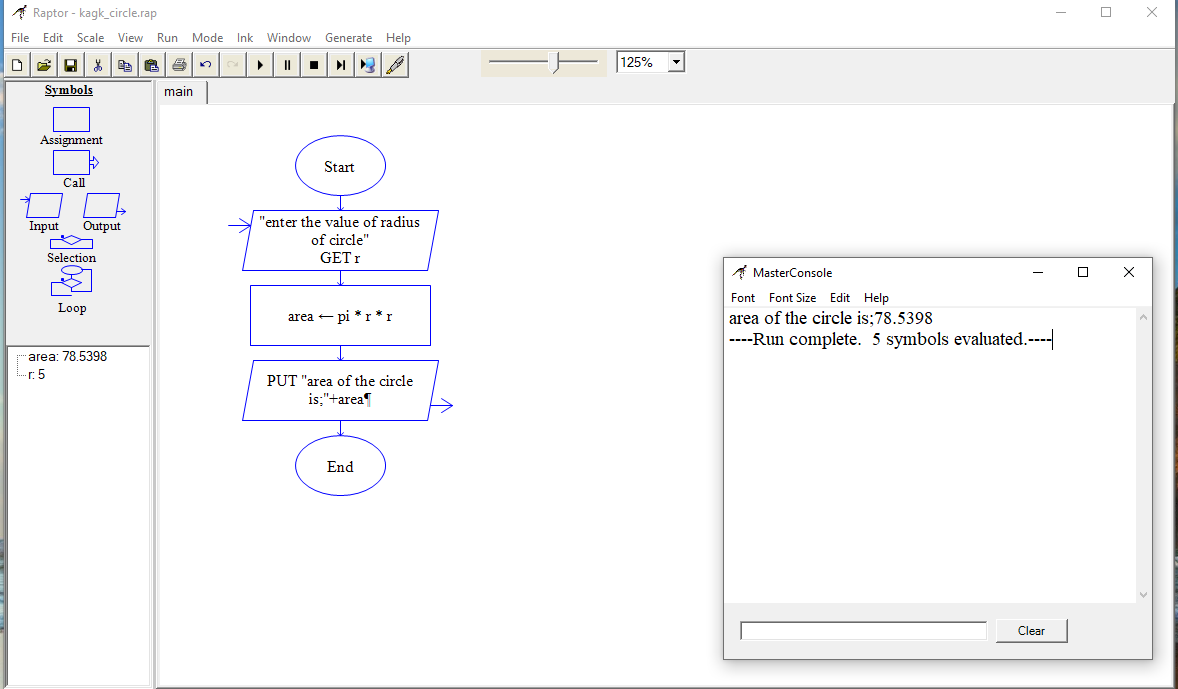 Raptor - kagk_circle.rap
File Edit Scale View Run Mode Ink Window Generate Help
125%
Symbols
Assignment
Call
Input Output
Selection
Loop
area: 78.5398
r: 5
main
Start
"enter the value of radius
of circle"
GET r
area ← pi * r * r
PUT "area of the circle
is;"+area¶
End
MasterConsole
Font Font Size Edit Help
area of the circle is;78.5398
----Run complete.  5 symbols evaluated.----
Clear